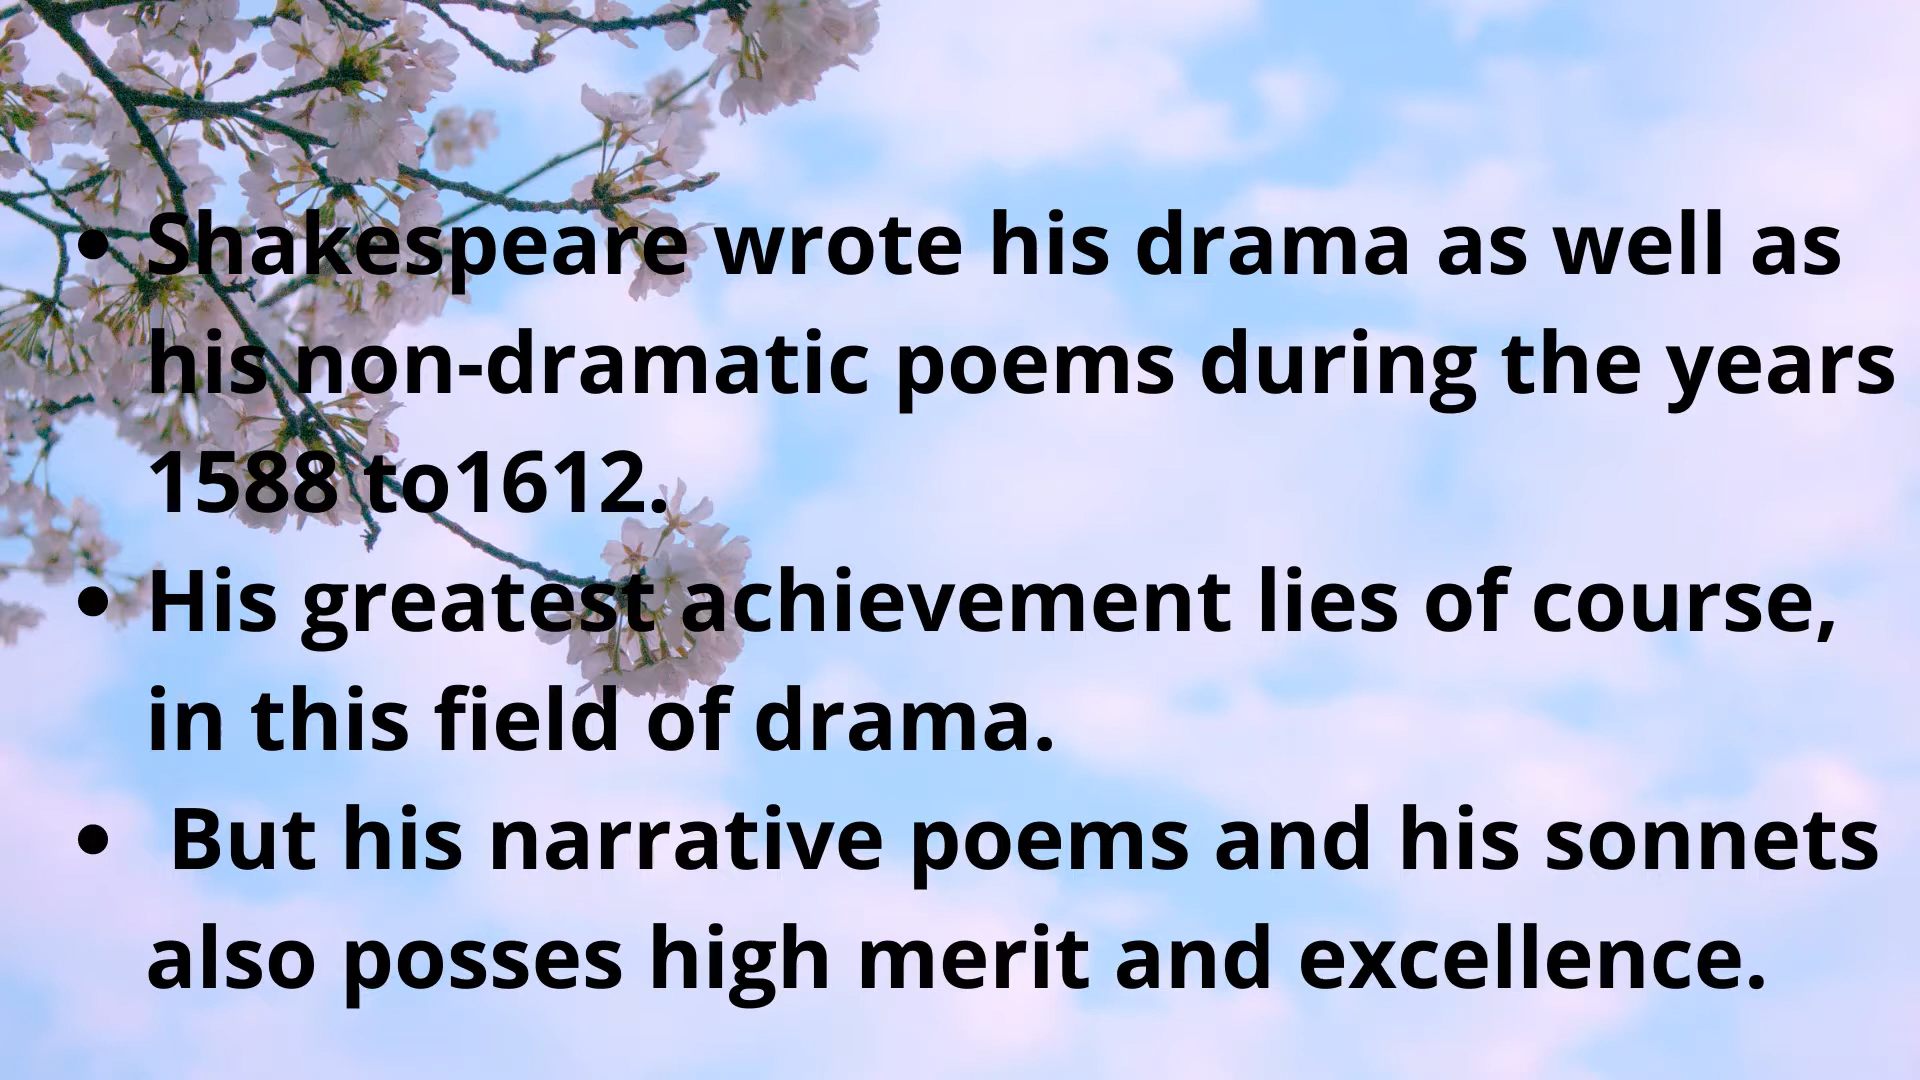 • Shakespeare wrote his drama as well as
his non-dramatic poems during the years
1588 to1612.
• His greatest achievement lies of course,
in this field of drama.
• But his narrative poems and his sonnets
also posses high merit and excellence.